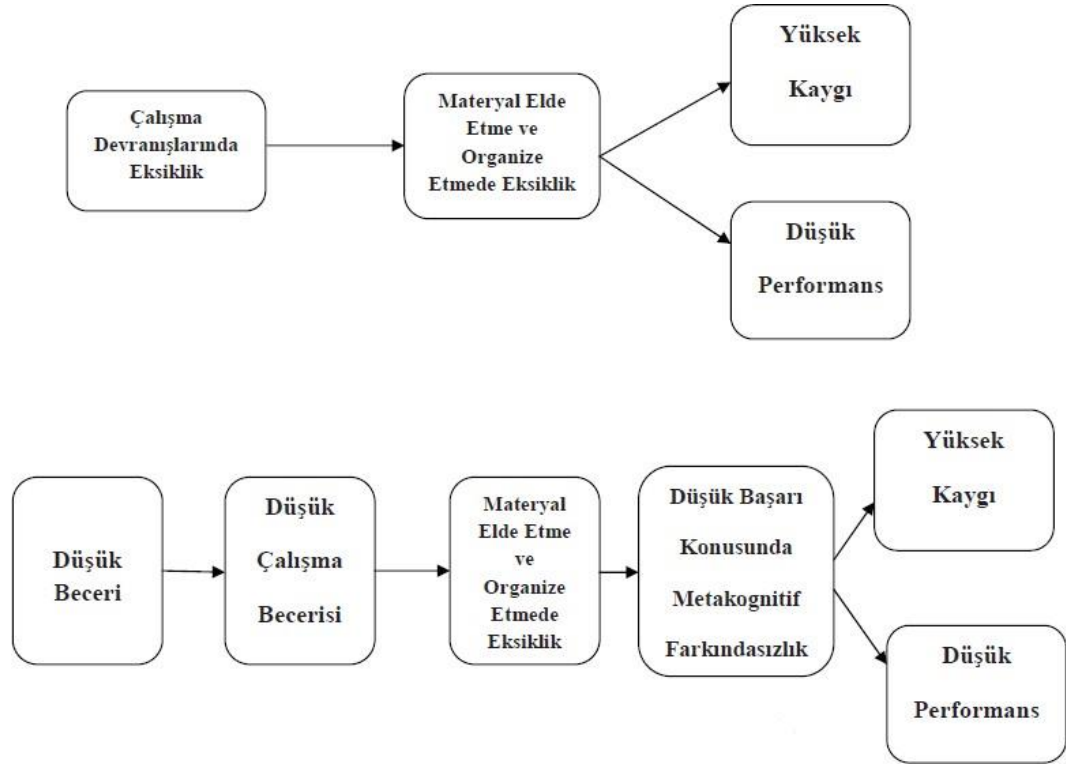 Yüksek
Kaygı
Çalışma
Devranışlarında
Eksiklik
Materyal Elde
Etme ve
Organize
Etmede Eksiklik
Düşük
Performans
Düşük
Beceri
Düşük
Çalışma
Becerisi
Materyal
Elde Etme
ve
Organize
Etmede
Eksiklik
Düşük Başarı
Konusunda
Metakognitif
Farkındasızlık
Yüksek
Kaygı
Düşük
Performans